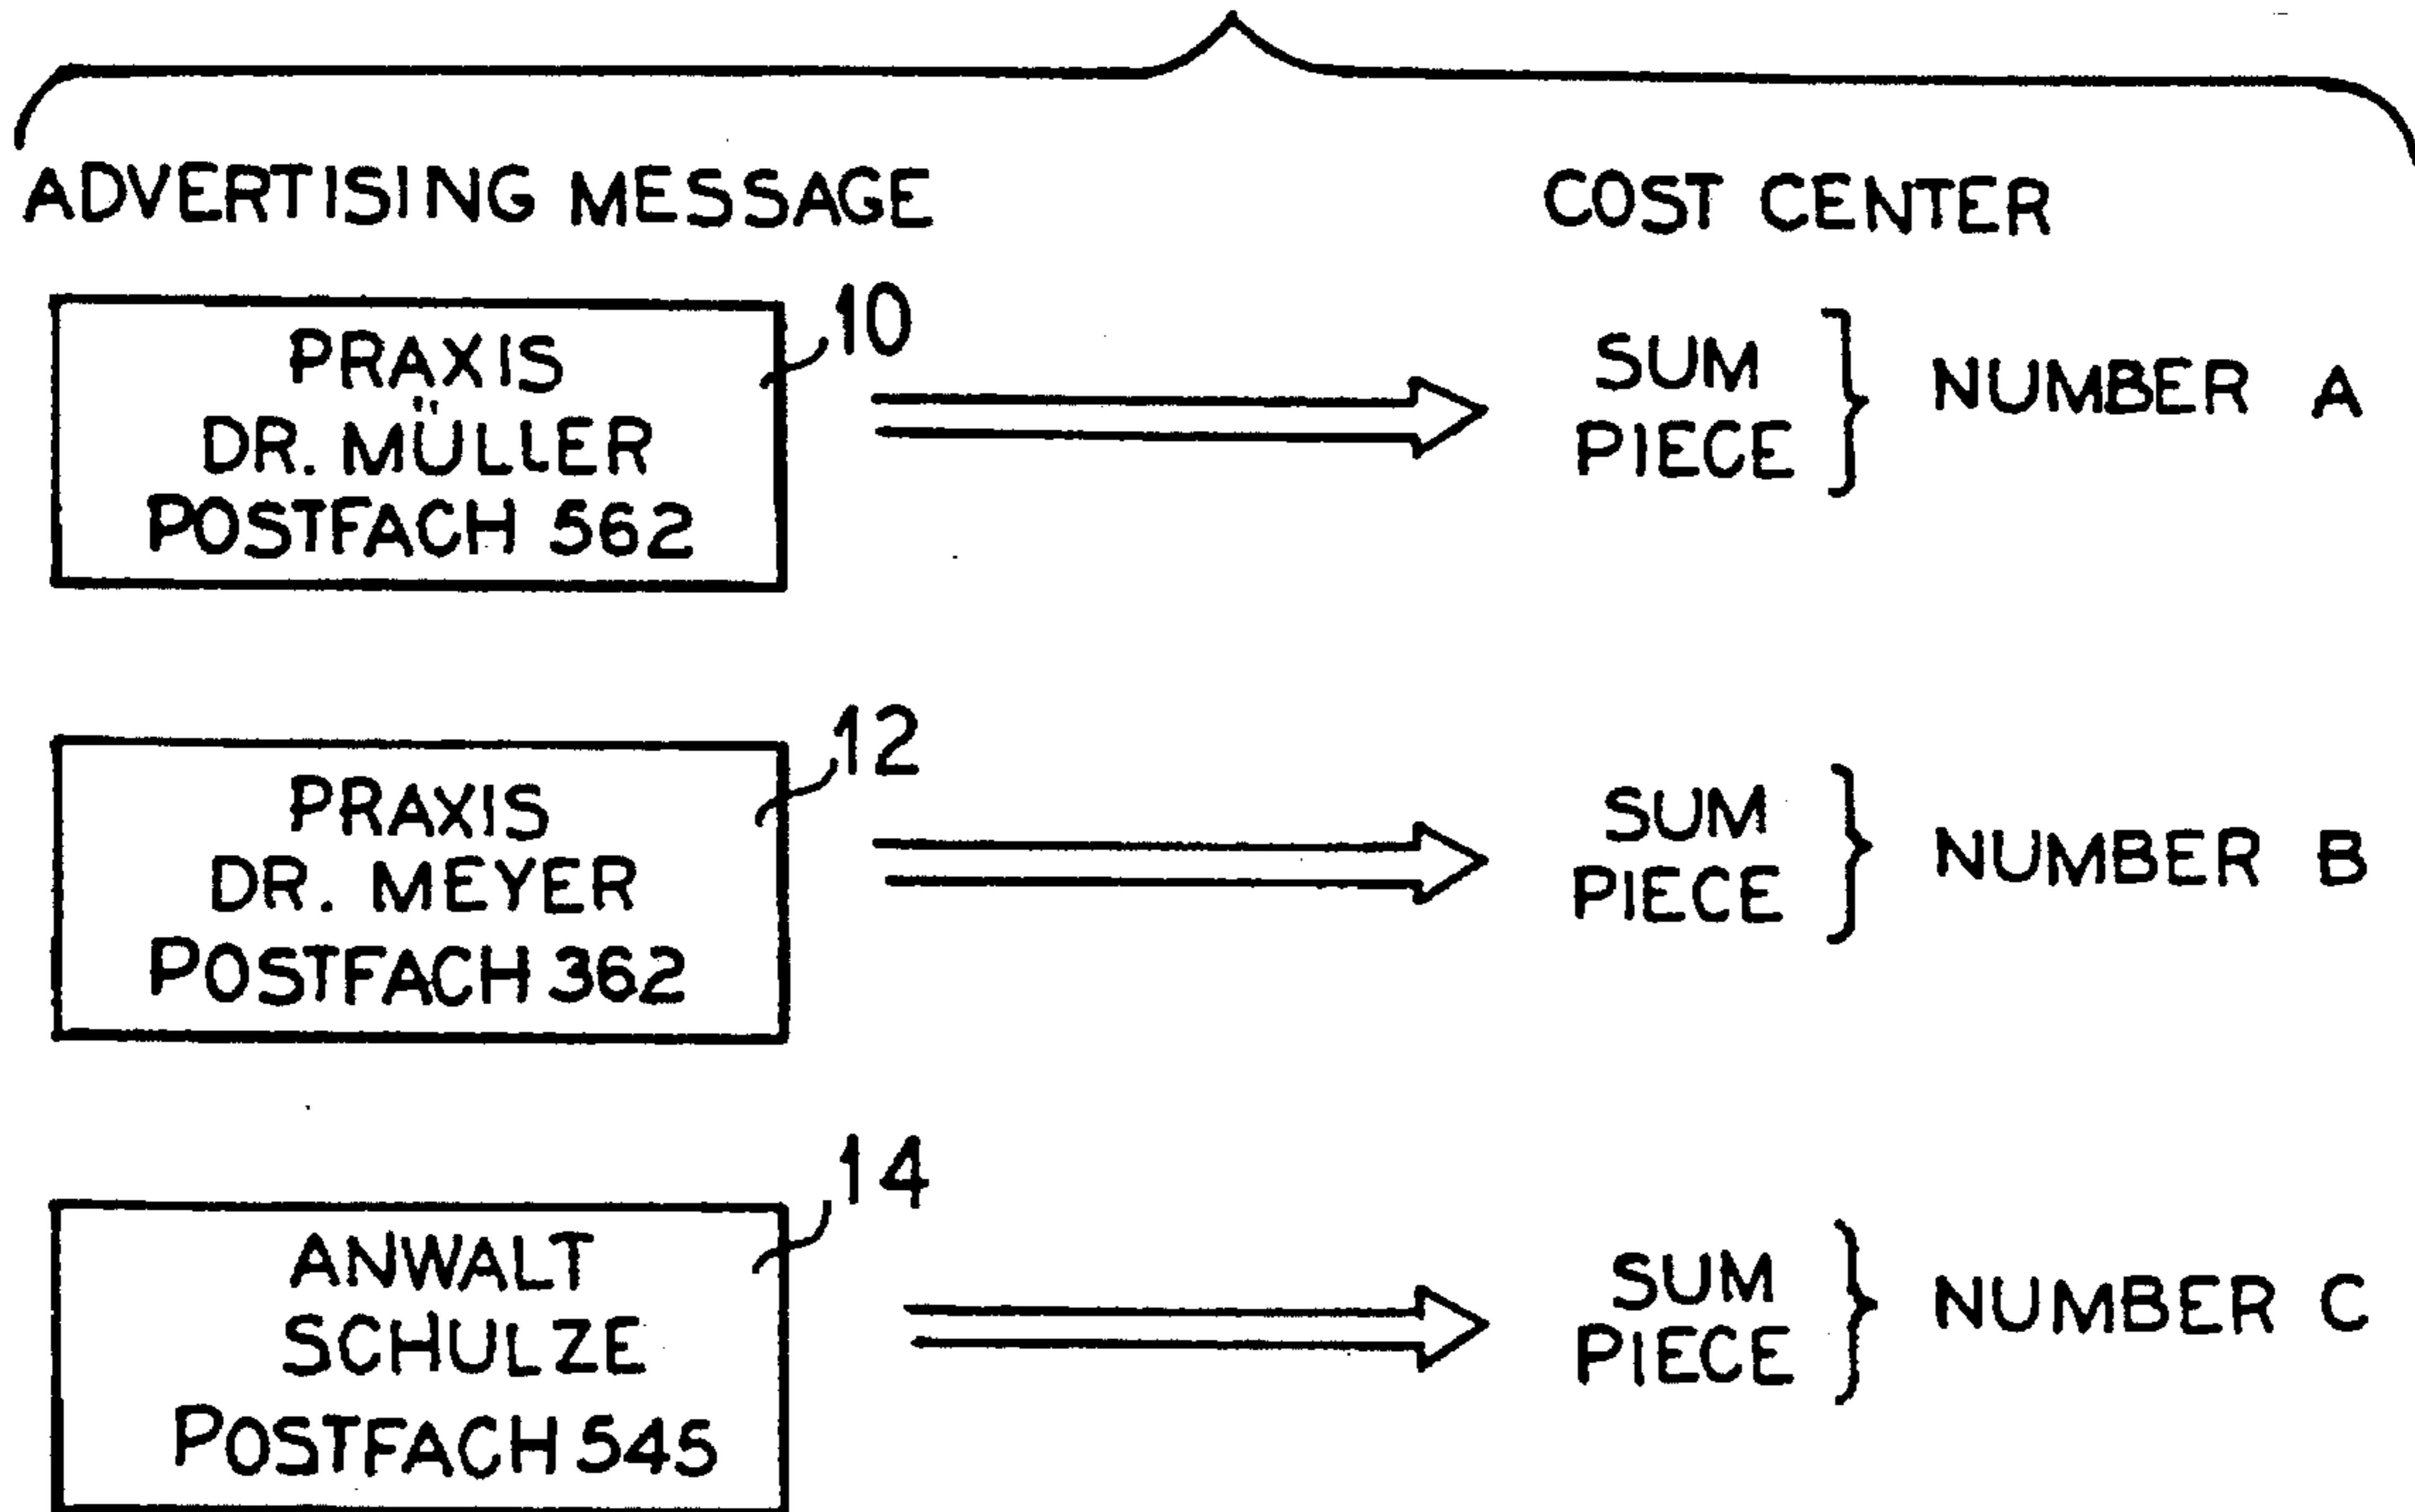 ADVERTISING MESSAGE COST CENTER
10
PRAXIS
DR. MÜLLER
POSTFACH 562
SUM
PIECE
NUMBER A
12
PRAXIS
DR. MEYER
POSTFACH 362
SUM
PIECE
NUMBER B
14
ANWALT
SCHULZE
POSTFACH 545
SUM
PIECE
NUMBER C